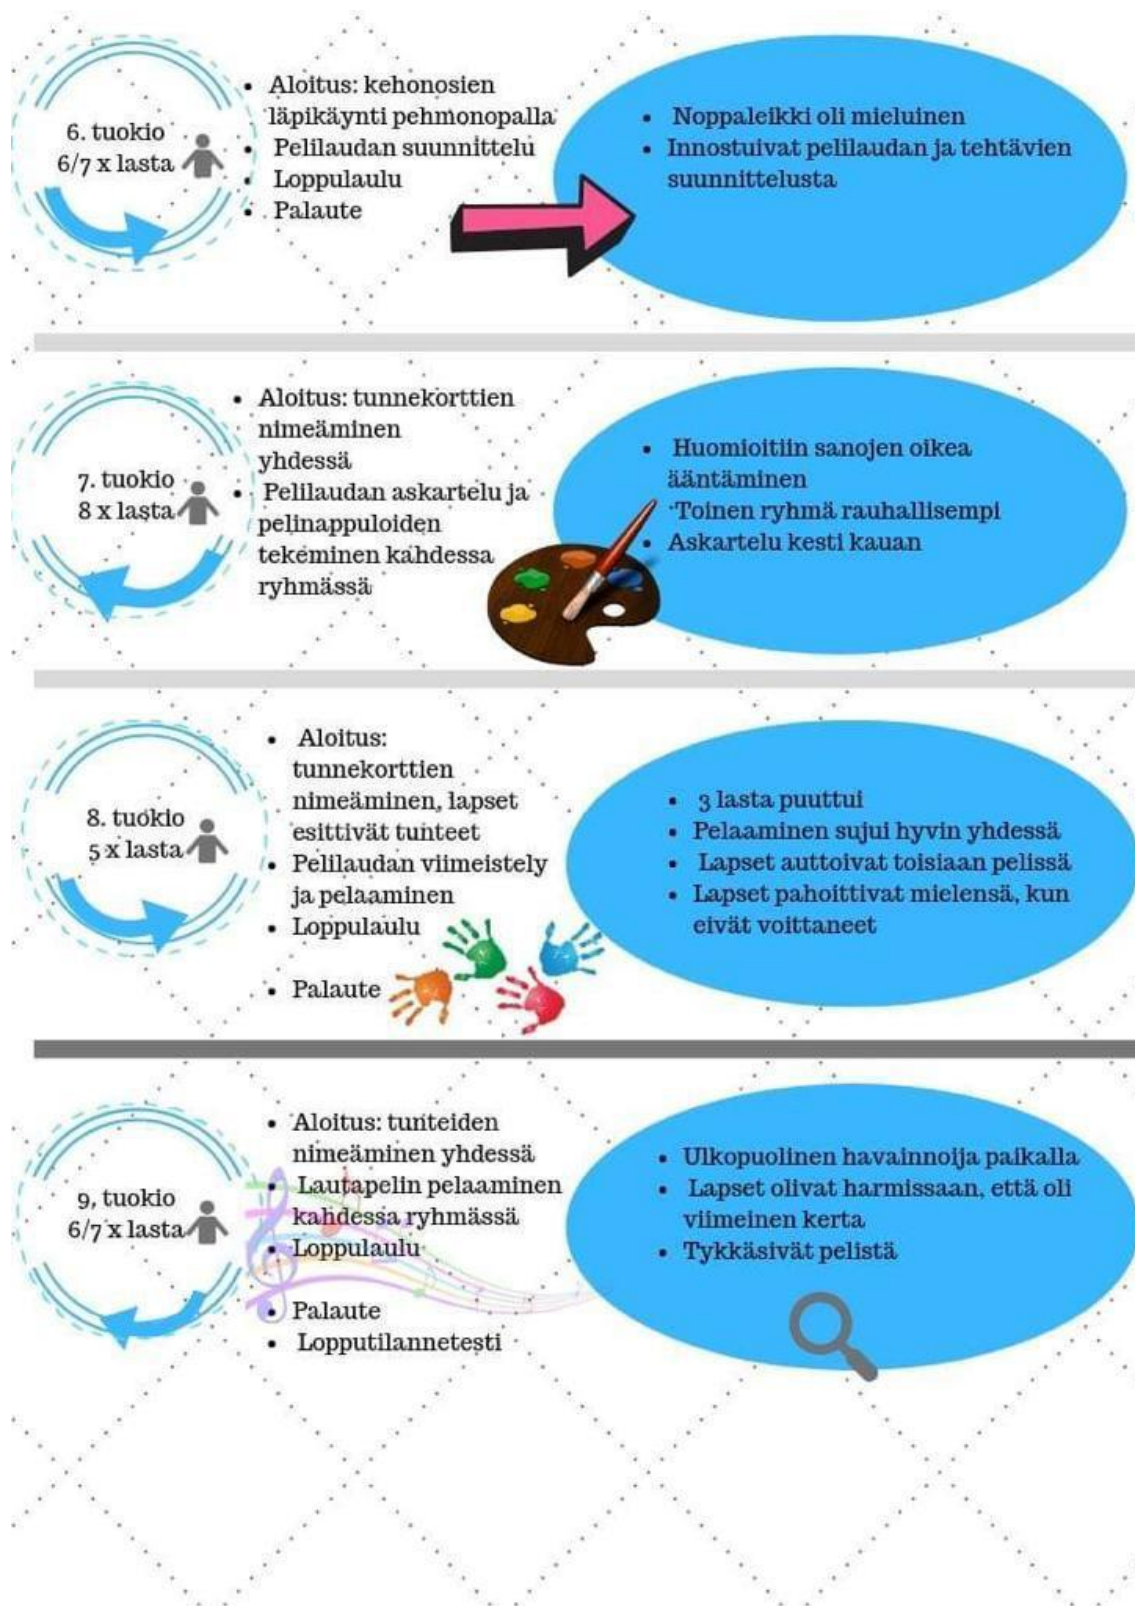 6. tuokio
6/7 x lasta
• Aloitus: kehonosien
läpikäynti pehmonopalla
• Pelilaudan suunnittelu
• Loppulaulu
• Palaute
• Noppaleikki oli mieluinen
• Innostuivat pelilaudan ja tehtävien
suunnittelusta
7. tuokio
8 x lasta
• Aloitus: tunnekorttien
nimeäminen
yhdessä
• Pelilaudan askartelu ja
pelinappuloiden
tekeminen kahdessa
ryhmässä
• Huomioitiin sanojen oikea
ääntäminen
• Toinen ryhmä rauhallisempi
• Askartelu kesti kauan
8. tuokio
5 x lasta
• Aloitus:
tunnekorttien
nimeäminen, lapset
esittivät tunteet
• Pelilaudan viimeistely
ja pelaaminen
• Loppulaulu
• Palaute
• 3 lasta puuttui
• Pelaaminen sujui hyvin yhdessä
• Lapset auttoivat toisiaan pelissä
• Lapset pahoittivat mielensä, kun
eivät voittaneet
9, tuokio
6/7 x lasta
• Aloitus: tunteiden
nimeäminen yhdessä
• Lautapelin pelaaminen
kahdessa ryhmässä
• Loppulaulu
• Palaute
• Lopputilannetesti
• Ulkopuolinen havainnoija paikalla
• Lapset olivat harmissaan, että oli
viimeinen kerta
• Tykkäsivät pelistä